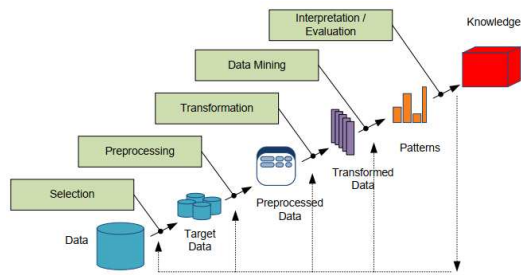 Interpretation /
Evaluation
Knowledge
Data Mining
Transformation
Patterns
Preprocessing
Transformed
Data
Selection
Preprocessed
Data
Target
Data
Data